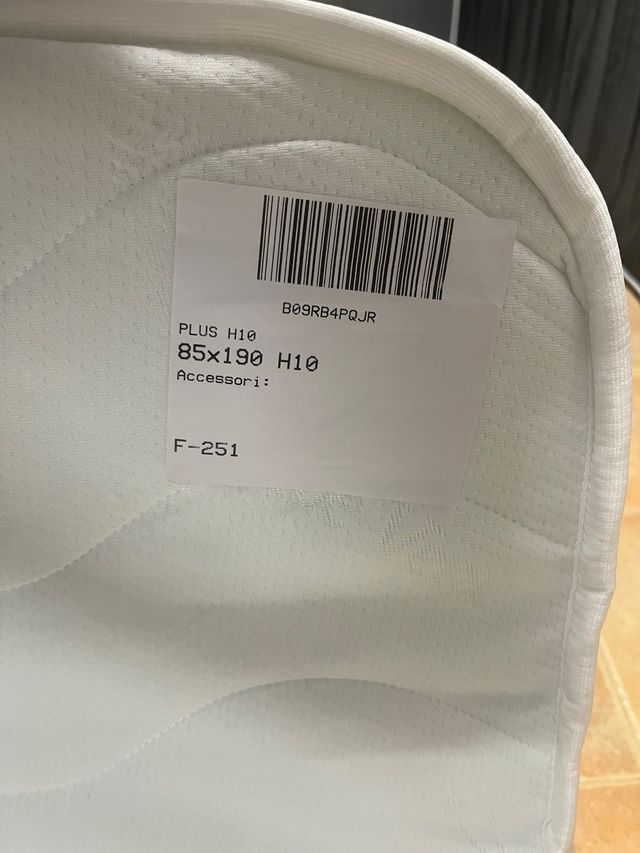 B09RB4PQJR
PLUS H10
85x190 H10
Accessori:
F-251